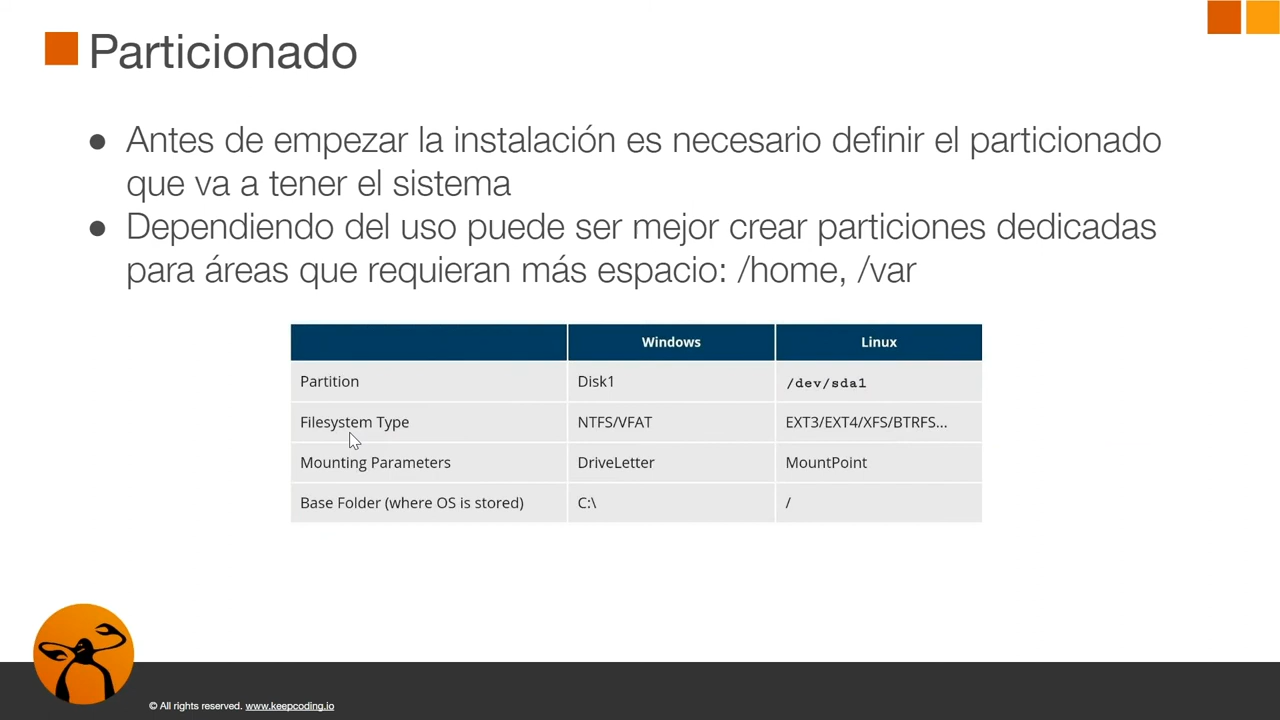 Particionado
● Antes de empezar la instalación es necesario definir el particionado
que va a tener el sistema
● Dependiendo del uso puede ser mejor crear particiones dedicadas
para áreas que requieran más espacio: /home, /var
Windows Linux
Partition Disk1 /dev/sda1
Filesystem Type NTFS/VFAT EXT3/EXT4/XFS/BTRFS...
Mounting Parameters DriveLetter MountPoint
Base Folder (where OS is stored) C:\ /
© All rights reserved. www.keepcoding.io